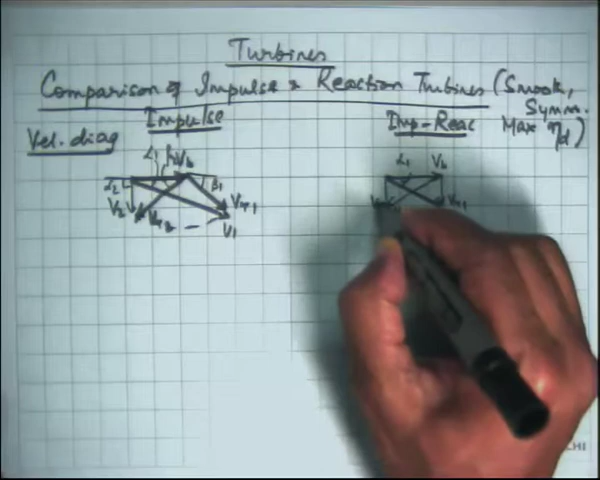 Turbines
Comparison of Impulse & Reaction Turbines (Smooth,
Symm.
Impulse Imp-Reac Max ηd)
Vel. diag
α1 Vb α1 Vb
α2 β1
V2 Vr2 Vr1 Vr1
V1